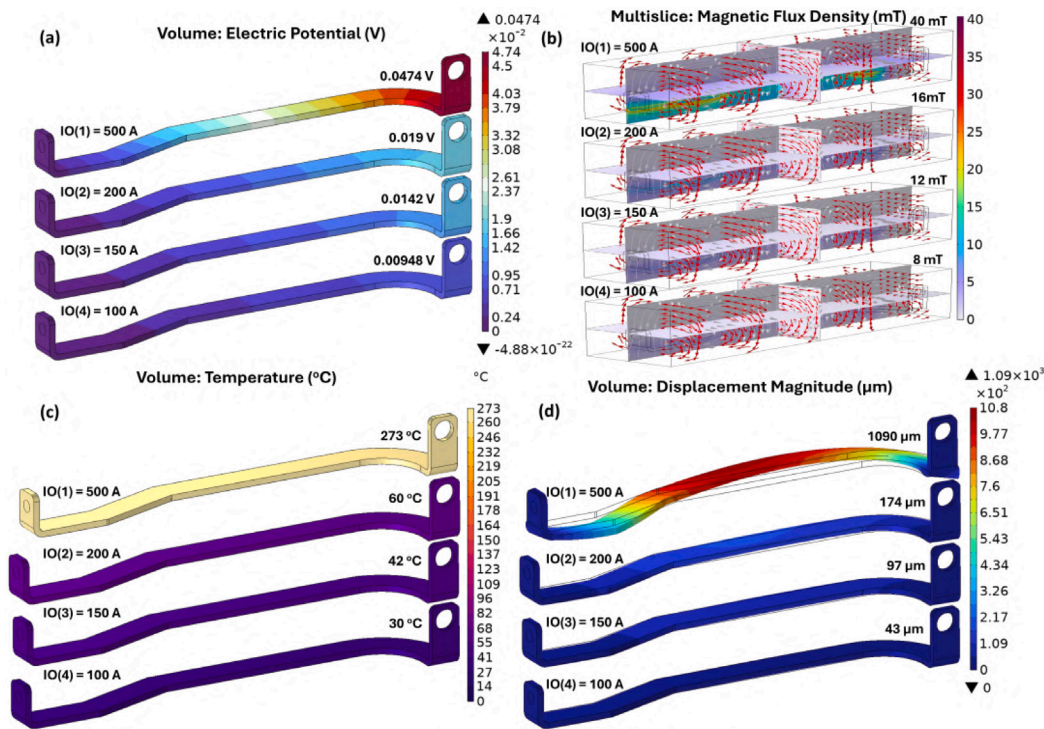 (a)
Volume: Electric Potential (V)
▲ 0.0474
×10⁻²
4.74
4.5
4.03
3.79
3.32
3.08
2.61
2.37
1.9
1.66
1.42
0.95
0.71
0.24
0
▼ -4.88×10⁻²²
0.0474 V
IO(1) = 500 A
0.019 V
IO(2) = 200 A
0.0142 V
IO(3) = 150 A
0.00948 V
IO(4) = 100 A
Multislice: Magnetic Flux Density (mT)
(b)
IO(1) = 500 A
40 mT
IO(2) = 200 A
16mT
IO(3) = 150 A
12 mT
IO(4) = 100 A
8 mT
40
35
30
25
20
15
10
5
0
Volume: Temperature (°C)
(c)
°C
273
260
246
232
219
205
191
178
164
150
137
123
109
96
82
68
55
41
27
14
0
273 °C
IO(1) = 500 A
60 °C
IO(2) = 200 A
42 °C
IO(3) = 150 A
30 °C
IO(4) = 100 A
Volume: Displacement Magnitude (µm)
(d)
▲ 1.09×10³
×10²
10.8
9.77
8.68
7.6
6.51
5.43
4.34
3.26
2.17
1.09
0
▼ 0
1090 µm
IO(1) = 500 A
174 µm
IO(2) = 200 A
97 µm
IO(3) = 150 A
43 µm
IO(4) = 100 A